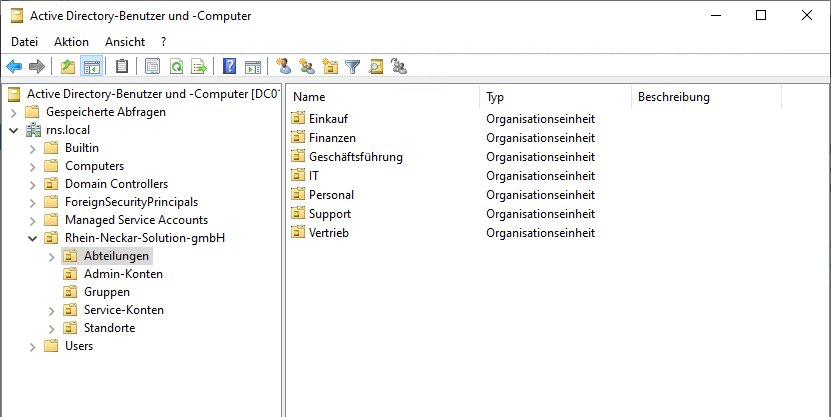 Active Directory-Benutzer und -Computer
Datei Aktion Ansicht ?
Active Directory-Benutzer und -Computer [DC01
Gespeicherte Abfragen
rns.local
Builtin
Computers
Domain Controllers
ForeignSecurityPrincipals
Managed Service Accounts
Rhein-Neckar-Solution-gmbH
Abteilungen
Admin-Konten
Gruppen
Service-Konten
Standorte
Users
Name Typ Beschreibung
Einkauf Organisationseinheit
Finanzen Organisationseinheit
Geschäftsführung Organisationseinheit
IT Organisationseinheit
Personal Organisationseinheit
Support Organisationseinheit
Vertrieb Organisationseinheit